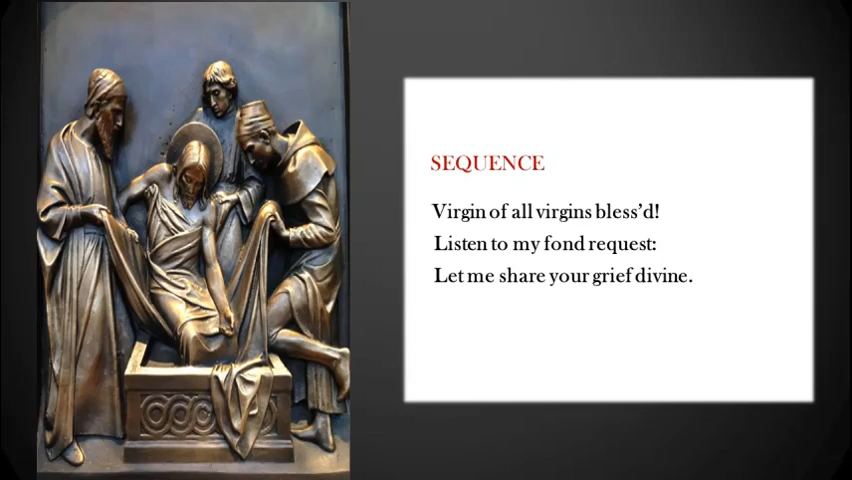 SEQUENCE
Virgin of all virgins bless’d!
Listen to my fond request:
Let me share your grief divine.